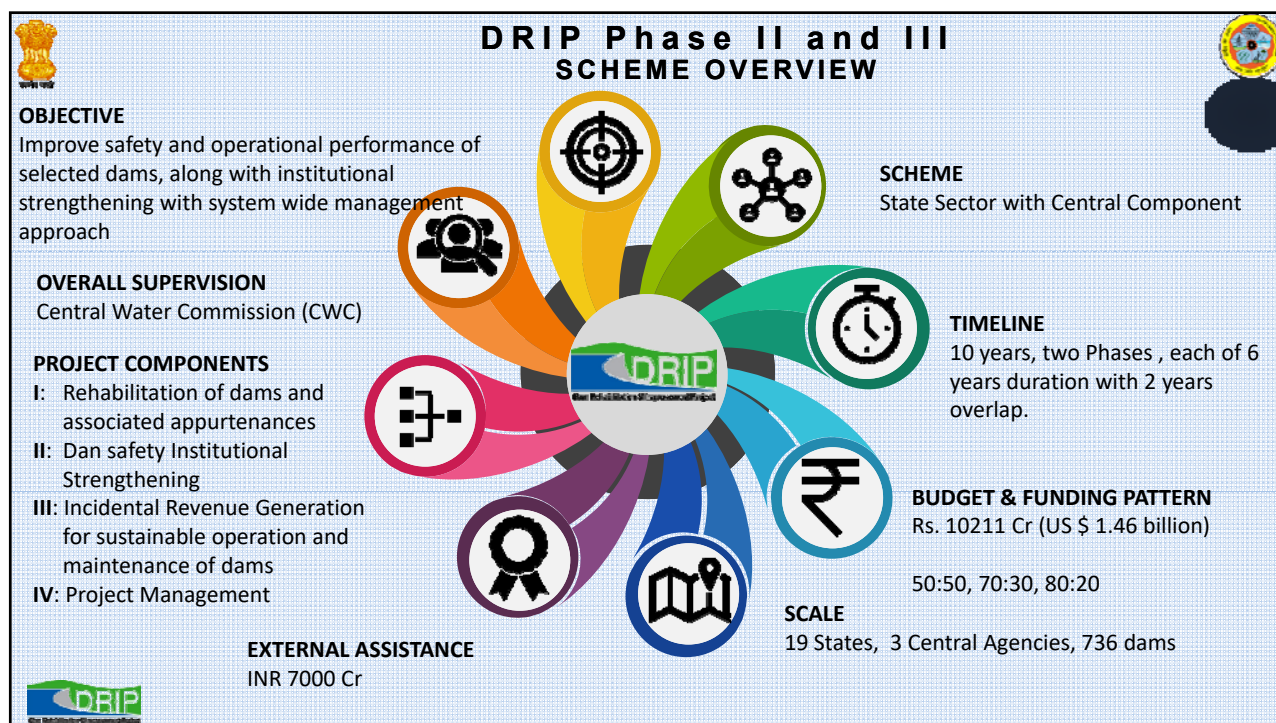 DRIP Phase II and III
SCHEME OVERVIEW
OBJECTIVE
Improve safety and operational performance of
selected dams, along with institutional
strengthening with system wide management
approach
OVERALL SUPERVISION
Central Water Commission (CWC)
PROJECT COMPONENTS
I: Rehabilitation of dams and
associated appurtenances
II: Dan safety Institutional
Strengthening
III: Incidental Revenue Generation
for sustainable operation and
maintenance of dams
IV: Project Management
EXTERNAL ASSISTANCE
INR 7000 Cr
SCHEME
State Sector with Central Component
TIMELINE
10 years, two Phases , each of 6
years duration with 2 years
overlap.
BUDGET & FUNDING PATTERN
Rs. 10211 Cr (US $ 1.46 billion)
50:50, 70:30, 80:20
SCALE
19 States, 3 Central Agencies, 736 dams
DRIP
₹
DRIP